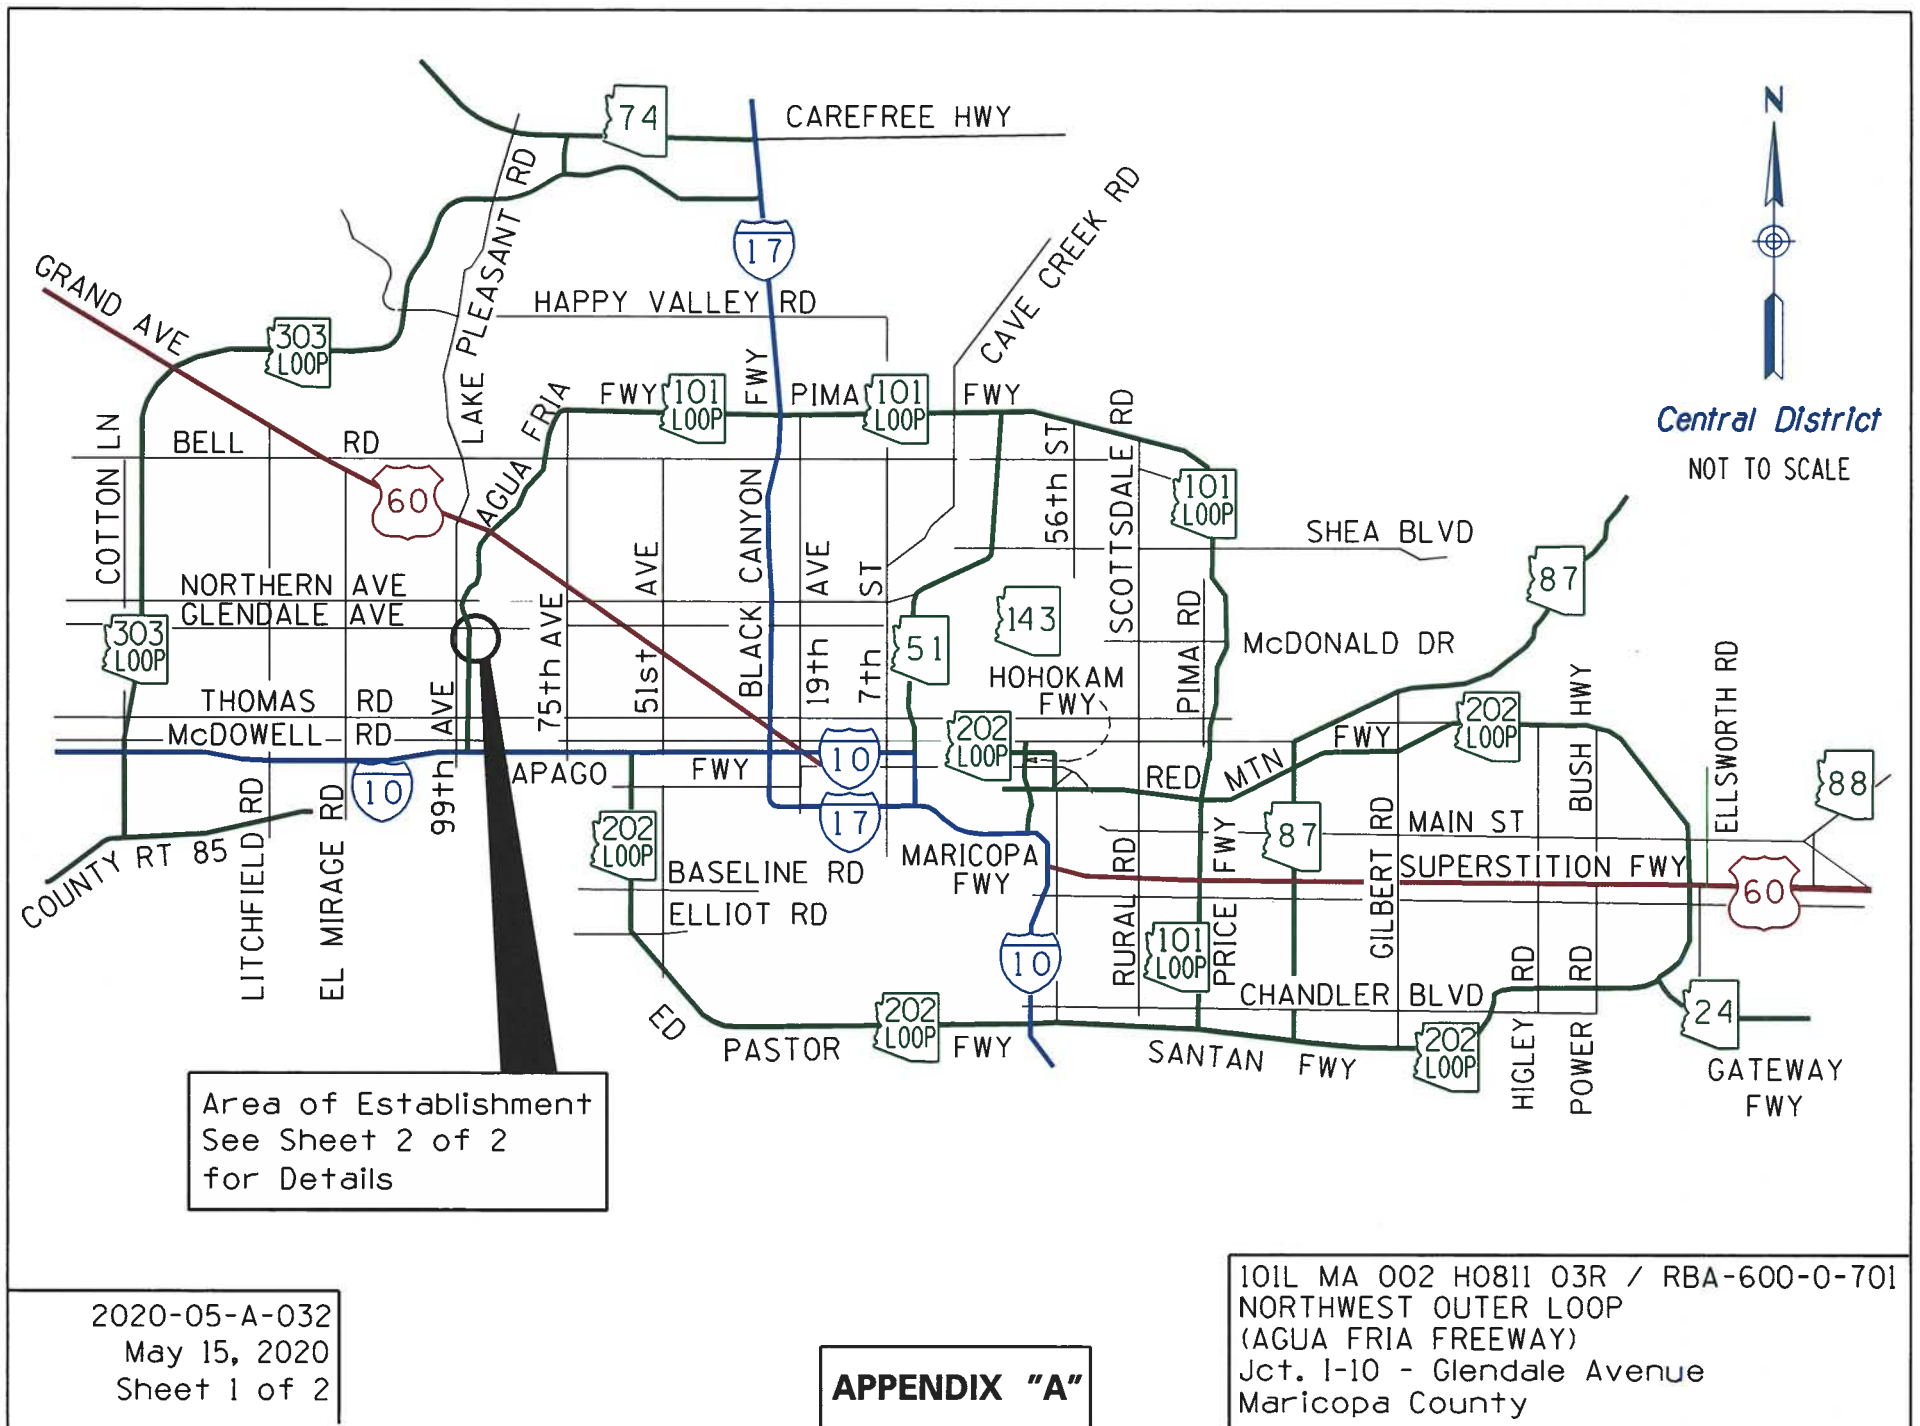 74
CAREFREE HWY
N
LAKE PLEASANT RD
17
CAVE CREEK RD
GRAND AVE
HAPPY VALLEY RD
303
LOOP
AGUA FRIA FWY
101
LOOP
FWY
PIMA
101
LOOP
FWY
Central District
NOT TO SCALE
COTTON LN
BELL RD
60
BLACK CANYON
56th ST
SCOTTSDALE RD
101
LOOP
SHEA BLVD
87
NORTHERN AVE
GLENDALE AVE
303
LOOP
75th AVE
51st AVE
19th AVE
7th ST
51
143
PIMA RD
McDONALD DR
HOHOKAM
FWY
THOMAS RD
McDOWELL RD
99th AVE
10
APAGO FWY
10
17
202
LOOP
RED MTN FWY
202
LOOP
BUSH HWY
ELLSWORTH RD
88
LITCHFIELD RD
EL MIRAGE RD
COUNTY RT 85
202
LOOP
BASELINE RD
ELLIOT RD
MARICOPA
FWY
87
MAIN ST
SUPERSTITION FWY
60
GILBERT RD
RURAL RD
PRICE FWY
10
101
LOOP
CHANDLER BLVD
HIGLEY RD
POWER RD
24
GATEWAY
FWY
ED PASTOR
202
LOOP
FWY
SANTAN FWY
202
LOOP
Area of Establishment
See Sheet 2 of 2
for Details
2020-05-A-032
May 15, 2020
Sheet 1 of 2
APPENDIX "A"
101L MA 002 H0811 03R / RBA-600-0-701
NORTHWEST OUTER LOOP
(AGUA FRIA FREEWAY)
Jct. I-10 - Glendale Avenue
Maricopa County